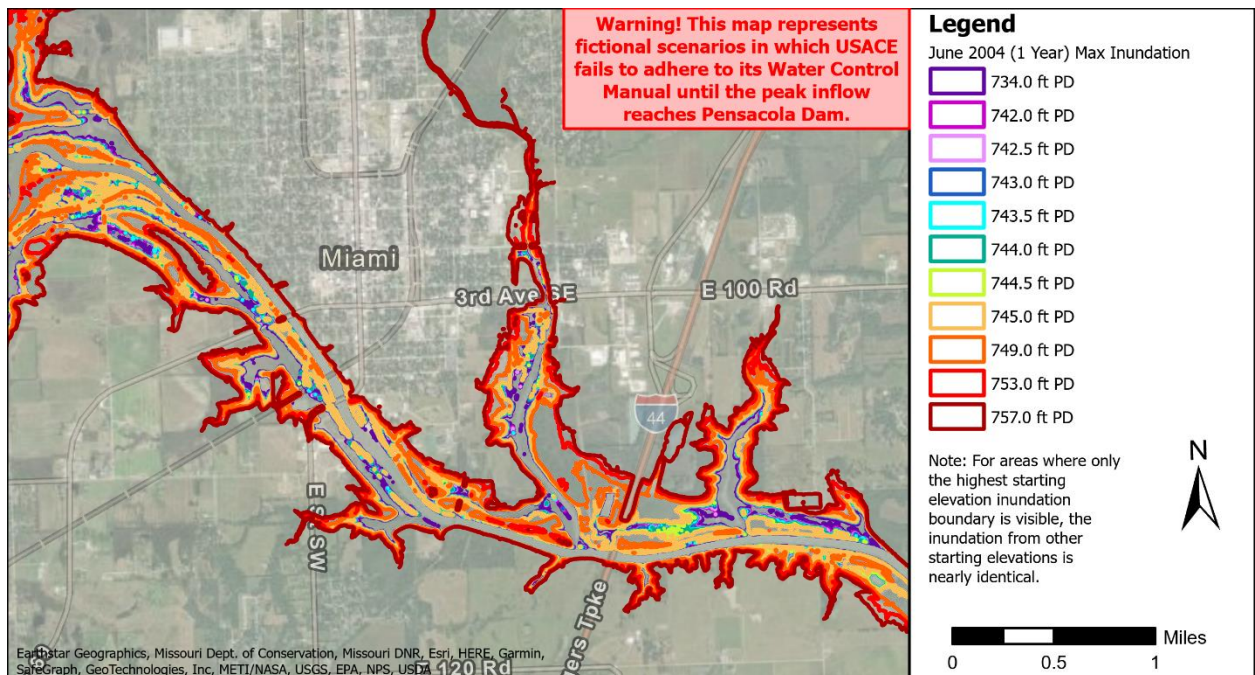 Warning! This map represents
fictional scenarios in which USACE
fails to adhere to its Water Control
Manual until the peak inflow
reaches Pensacola Dam.
Miami
3rd Ave SE
E 100 Rd
44
E 120 Rd
Earthstar Geographics, Missouri Dept. of Conservation, Missouri DNR, Esri, HERE, Garmin,
SafeGraph, GeoTechnologies, Inc, METI/NASA, USGS, EPA, NPS, USDA
Legend
June 2004 (1 Year) Max Inundation
734.0 ft PD
742.0 ft PD
742.5 ft PD
743.0 ft PD
743.5 ft PD
744.0 ft PD
744.5 ft PD
745.0 ft PD
749.0 ft PD
753.0 ft PD
757.0 ft PD
Note: For areas where only
the highest starting
elevation inundation
boundary is visible, the
inundation from other
starting elevations is
nearly identical.
N
Miles
0 0.5 1